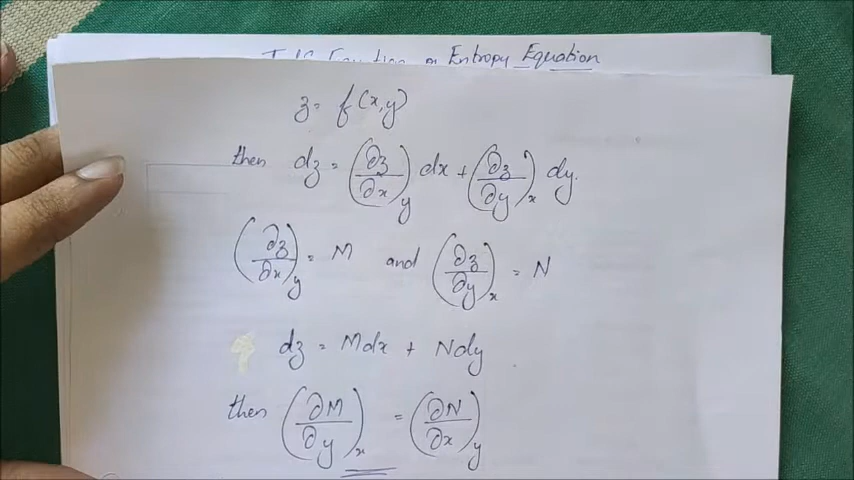 Entropy Equation
z = f(x,y)
then dz = (∂z/∂x)_y dx + (∂z/∂y)_x dy.
(∂z/∂x)_y = M and (∂z/∂y)_x = N
dz = Mdx + Ndy
then (∂M/∂y)_x = (∂N/∂x)_y